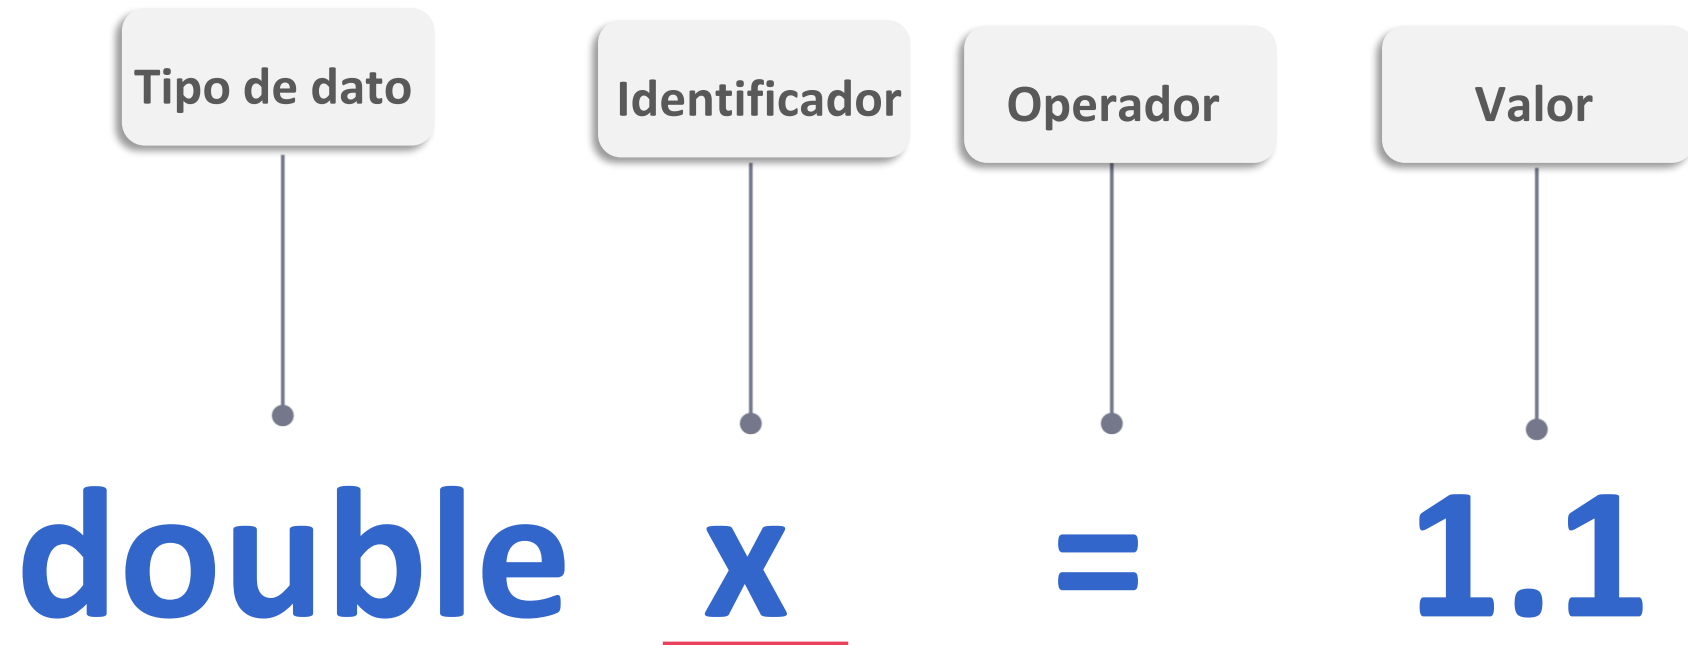 Tipo de dato
Identificador
Operador
Valor
double x = 1.1